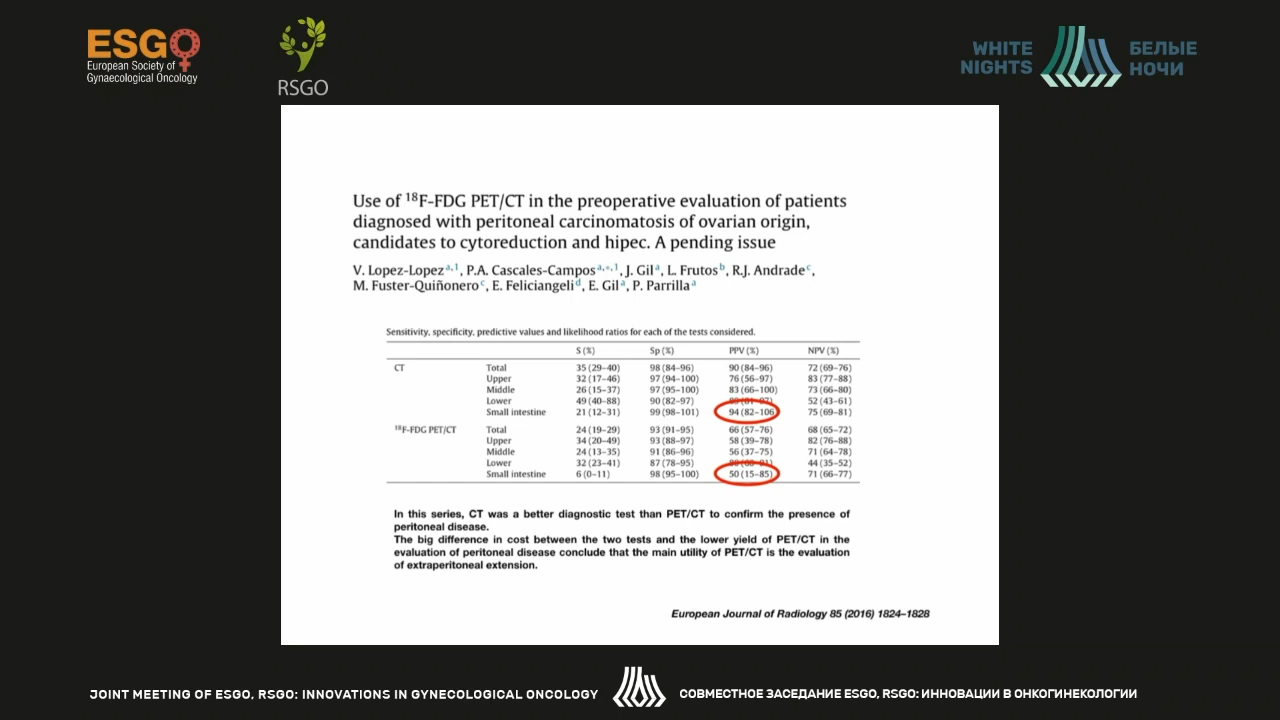 ESGO
European Society of
Gynaecological Oncology
RSGO
WHITE
NIGHTS
БЕЛЫЕ
НОЧИ
Use of 18F-FDG PET/CT in the preoperative evaluation of patients
diagnosed with peritoneal carcinomatosis of ovarian origin,
candidates to cytoreduction and hipec. A pending issue
V. Lopez-Lopez a,1, P.A. Cascales-Campos a,*,1, J. Gil a, L. Frutos b, R.J. Andrade c,
M. Fuster-Quiñonero c, E. Feliciangeli d, E. Gil a, P. Parrilla a
Sensitivity, specificity, predictive values and likelihood ratios for each of the tests considered.
S (%) Sp (%) PPV (%) NPV (%)
CT Total 35 (29–40) 98 (84–96) 90 (84–96) 72 (69–76)
Upper 32 (17–46) 97 (94–100) 76 (56–97) 83 (77–88)
Middle 26 (15–37) 97 (95–100) 83 (66–100) 73 (66–80)
Lower 49 (40–88) 90 (82–97) 52 (43–61)
Small intestine 21 (12–31) 99 (98–101) 94 (82–106) 75 (69–81)
18F-FDG PET/CT Total 24 (19–29) 93 (91–95) 66 (57–76) 68 (65–72)
Upper 34 (20–49) 93 (88–97) 58 (39–78) 82 (76–88)
Middle 24 (13–35) 91 (86–96) 56 (37–75) 71 (64–78)
Lower 32 (23–41) 87 (78–95) 44 (35–52)
Small intestine 6 (0–11) 98 (95–100) 50 (15–85) 71 (66–77)
In this series, CT was a better diagnostic test than PET/CT to confirm the presence of
peritoneal disease.
The big difference in cost between the two tests and the lower yield of PET/CT in the
evaluation of peritoneal disease conclude that the main utility of PET/CT is the evaluation
of extraperitoneal extension.
European Journal of Radiology 85 (2016) 1824–1828
JOINT MEETING OF ESGO, RSGO: INNOVATIONS IN GYNECOLOGICAL ONCOLOGY
СОВМЕСТНОЕ ЗАСЕДАНИЕ ESGO, RSGO: ИННОВАЦИИ В ОНКОГИНЕКОЛОГИИ